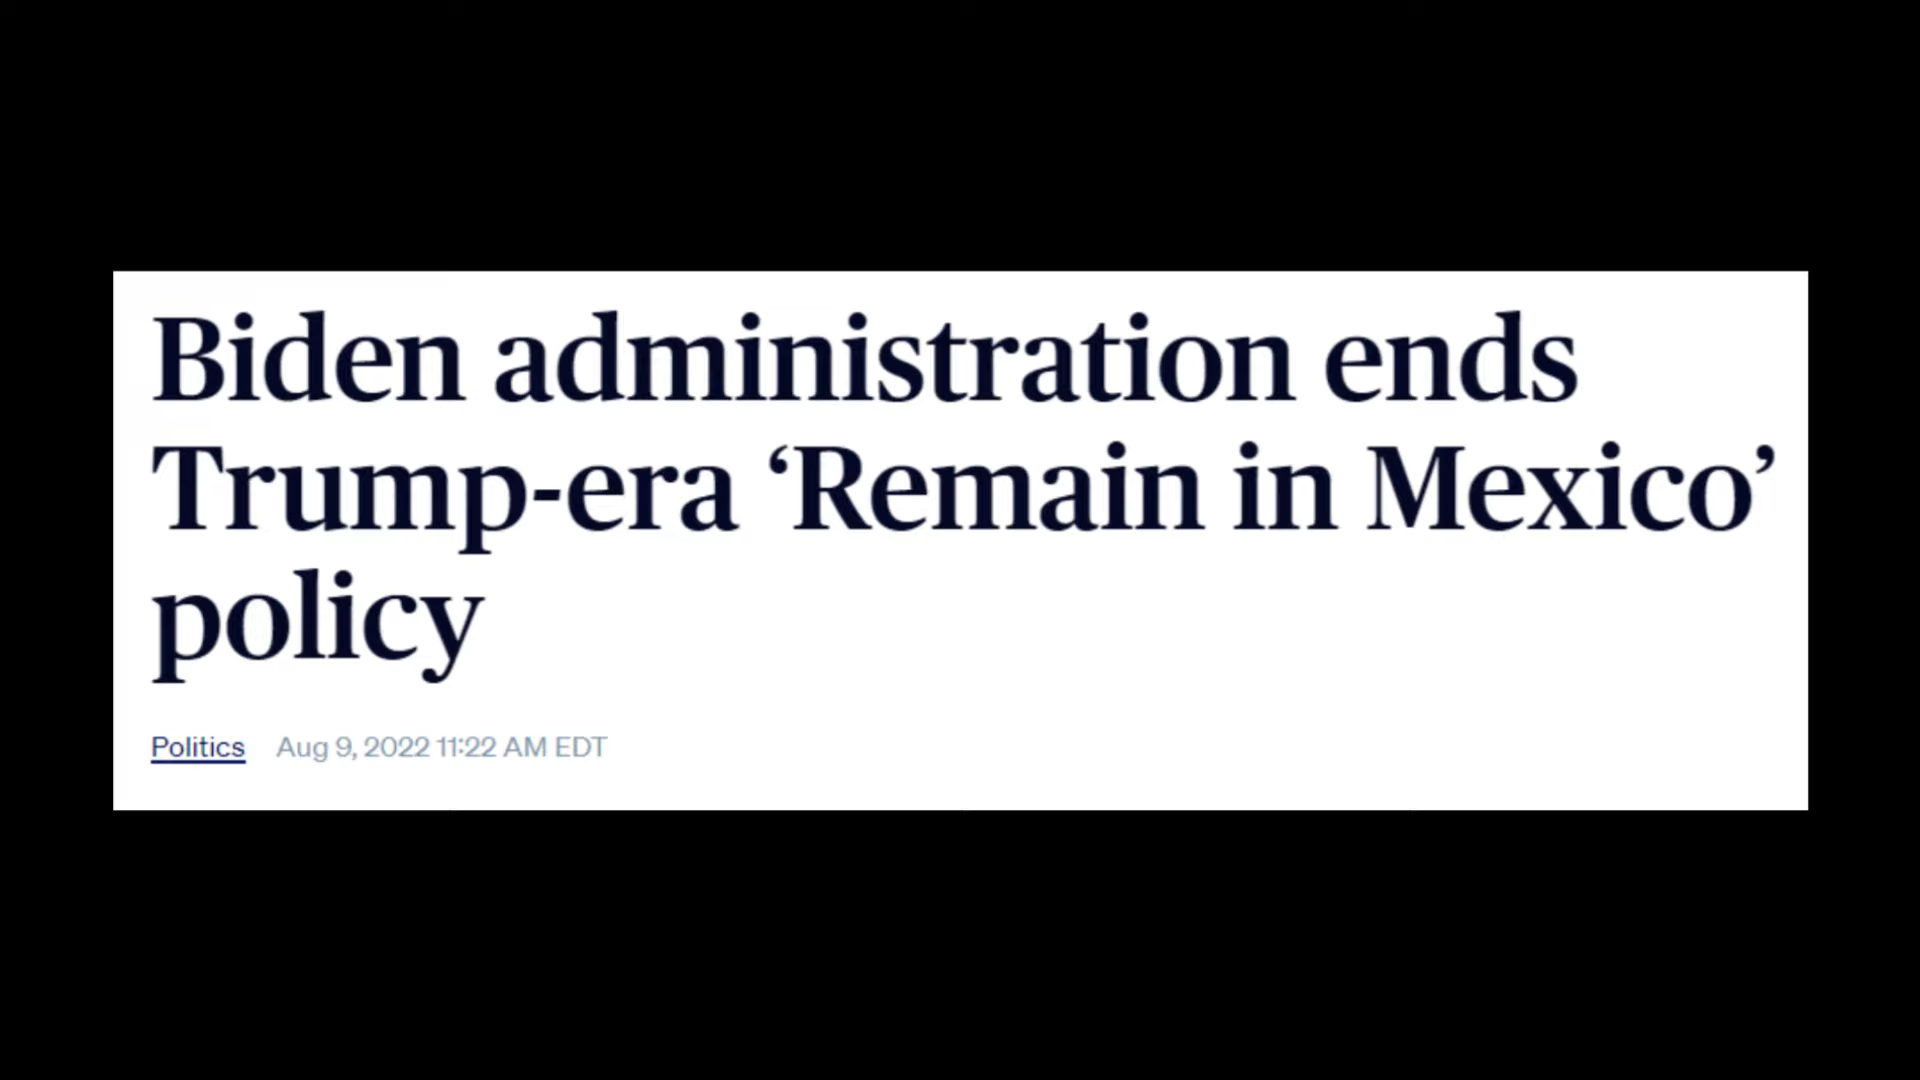 Biden administration ends
Trump-era ‘Remain in Mexico’
policy
Politics Aug 9, 2022 11:22 AM EDT